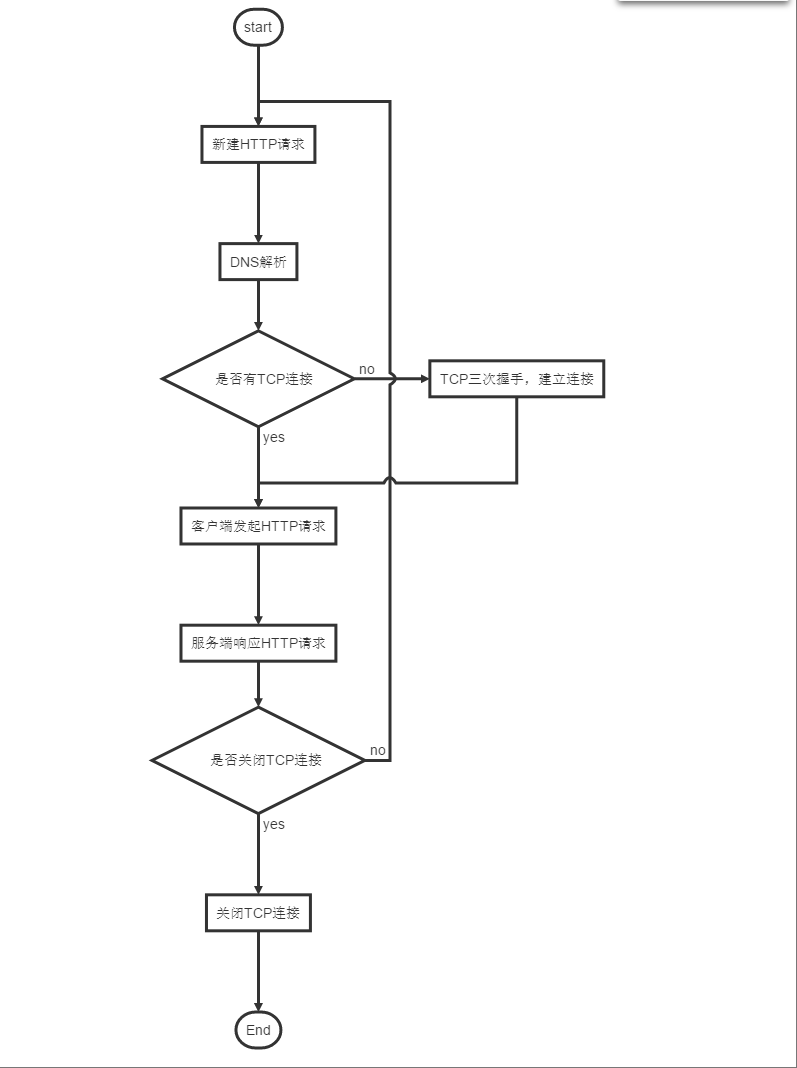 start
新建HTTP请求
DNS解析
是否有TCP连接
no
TCP三次握手，建立连接
yes
客户端发起HTTP请求
服务端响应HTTP请求
是否关闭TCP连接
no
yes
关闭TCP连接
End